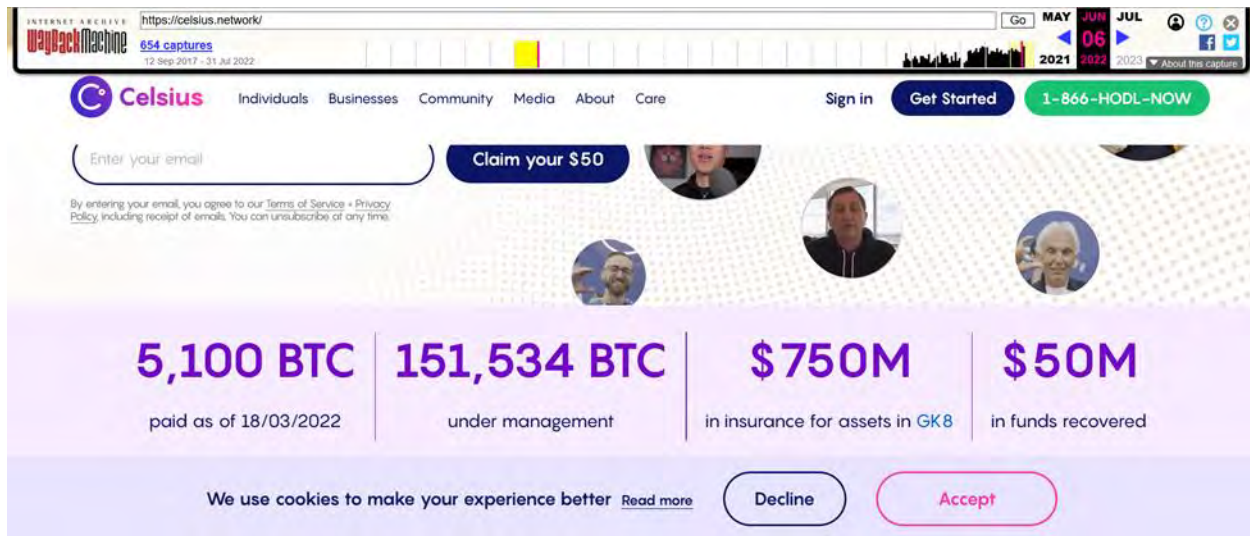 INTERNET ARCHIVE
WayBackMachine
https://celsius.network/
Go
MAY JUN JUL
654 captures
06
12 Sep 2017 - 31 Jul 2022
2021 2022 2023
About this capture
Celsius
Individuals Businesses Community Media About Care
Sign in Get Started 1-866-HODL-NOW
Enter your email
Claim your $50
By entering your email, you agree to our Terms of Service + Privacy
Policy, including receipt of emails. You can unsubscribe at any time.
5,100 BTC 151,534 BTC $750M $50M
paid as of 18/03/2022 under management in insurance for assets in GK8 in funds recovered
We use cookies to make your experience better Read more Decline Accept